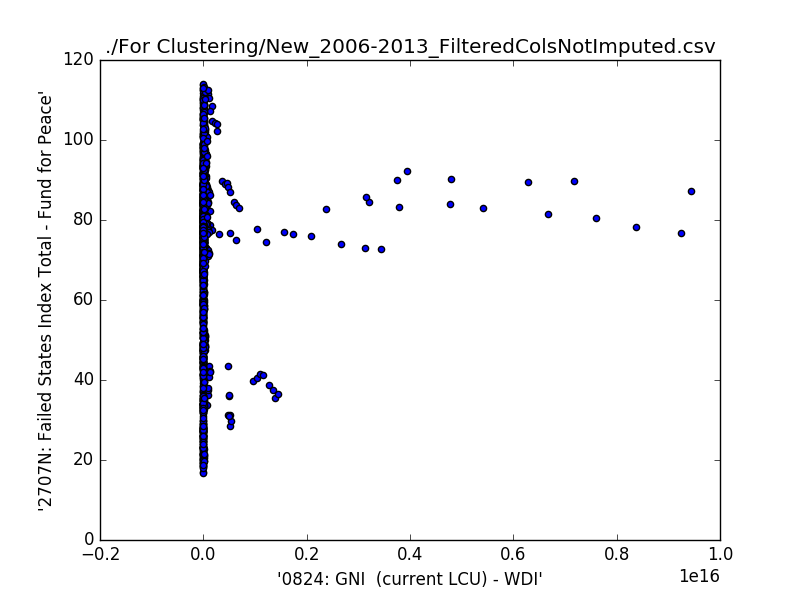 ./For Clustering/New_2006-2013_FilteredColsNotImputed.csv
120
100
80
60
40
20
0
'2707N: Failed States Index Total - Fund for Peace'
−0.2 0.0 0.2 0.4 0.6 0.8 1.0
1e16
'0824: GNI  (current LCU) - WDI'